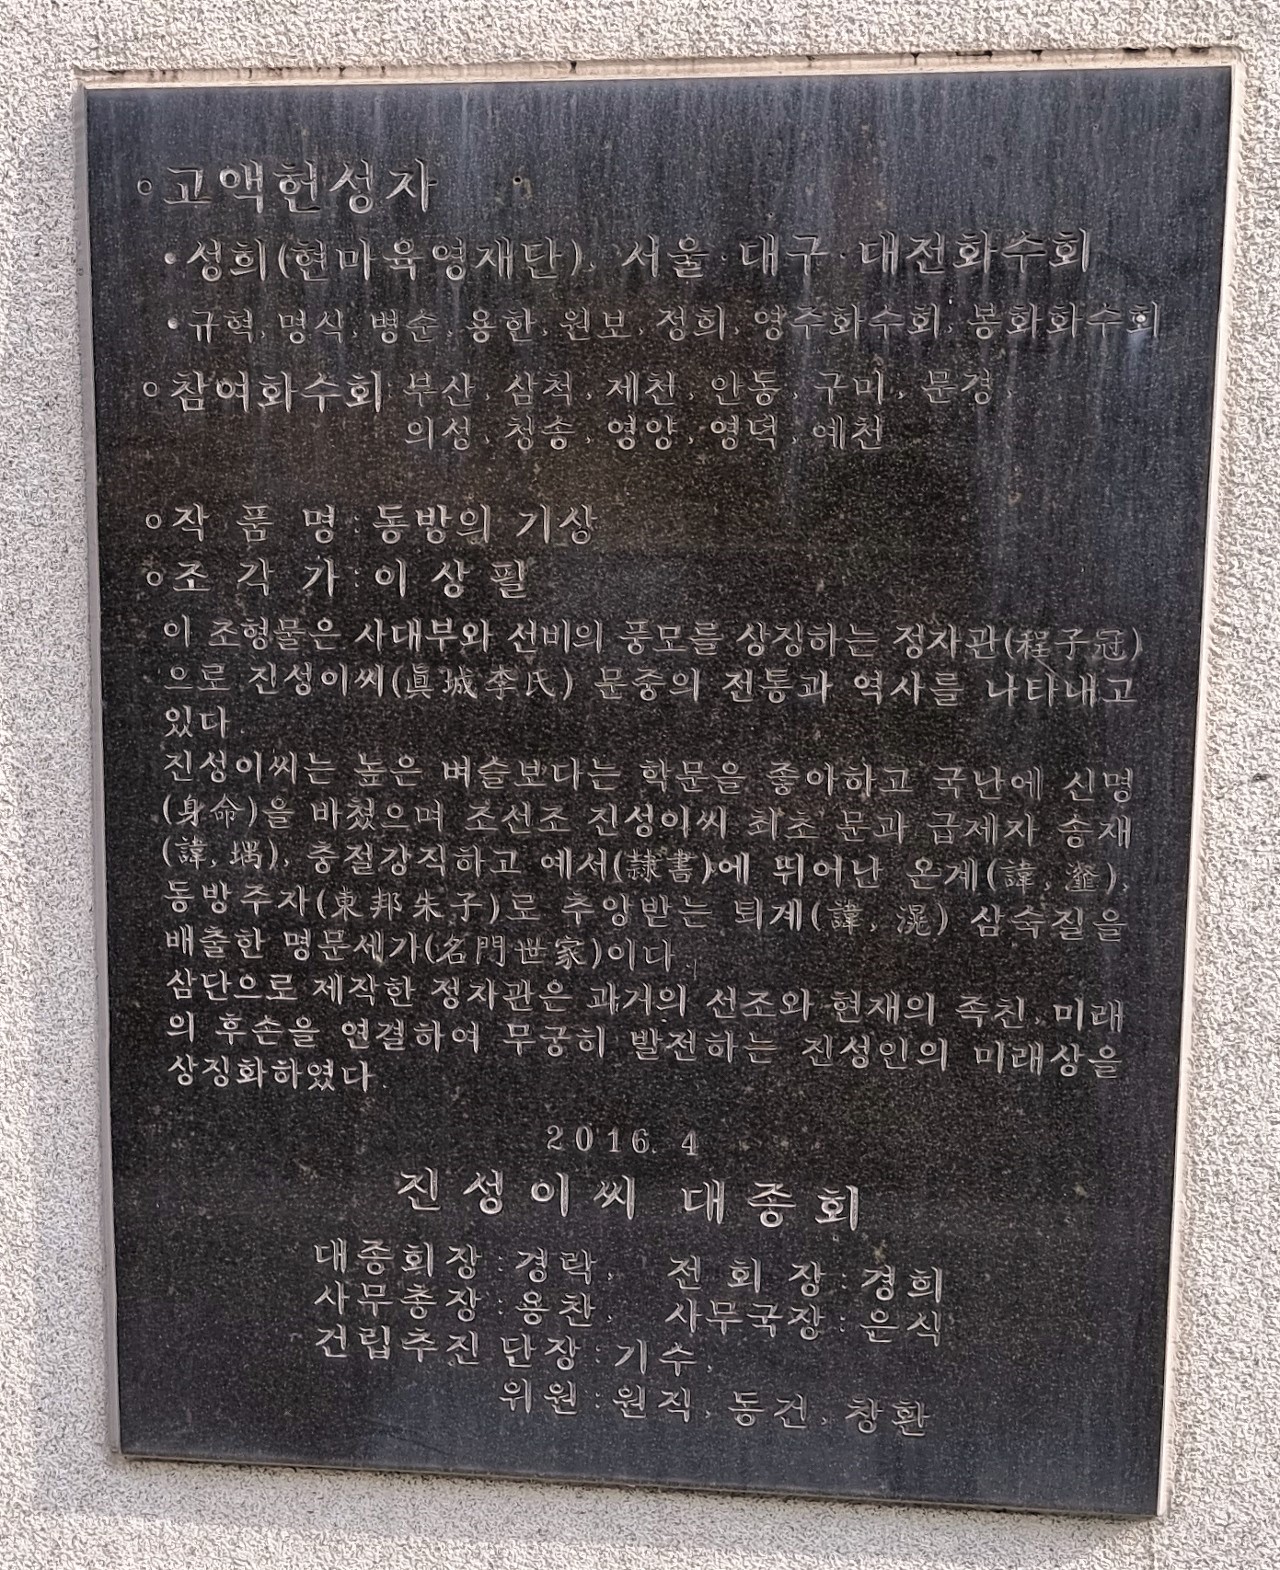 ◦고액헌성자
•성희(현마육영재단), 서울·대구·대전화수회
•규혁, 명식, 병순, 용한, 원보, 정희, 영주화수회, 봉화화수회
◦참여화수회 부산, 삼척, 제천, 안동, 구미, 문경,
의성, 청송, 영양, 영덕, 예천
◦작 품 명 : 동방의 기상
◦조 각 가 : 이 상 필
이 조형물은 사대부와 선비의 풍모를 상징하는 정자관(程子冠)
으로 진성이씨(眞城李氏) 문중의 전통과 역사를 나타내고
있다.
진성이씨는 높은 벼슬보다는 학문을 좋아하고 국난에 신명
(身命)을 바쳤으며 조선조 진성이씨 최초 문과 급제자 송재
(諱, 堣), 충절강직하고 예서(隷書)에 뛰어난 온계(諱, 瀣),
동방주자(東邦朱子)로 추앙받는 퇴계(諱, 滉) 삼숙질을
배출한 명문세가(名門世家)이다.
삼단으로 제작한 정자관은 과거의 선조와 현재의 족친, 미래
의 후손을 연결하여 무궁히 발전하는 진성인의 미래상을
상징화하였다.
2016. 4
진성이씨 대종회
대종회장 : 경락, 전 회 장 : 경희
사무총장 : 용찬, 사무국장 : 은식
건립추진 단장 : 기수,
위원 : 원직, 동건, 창환